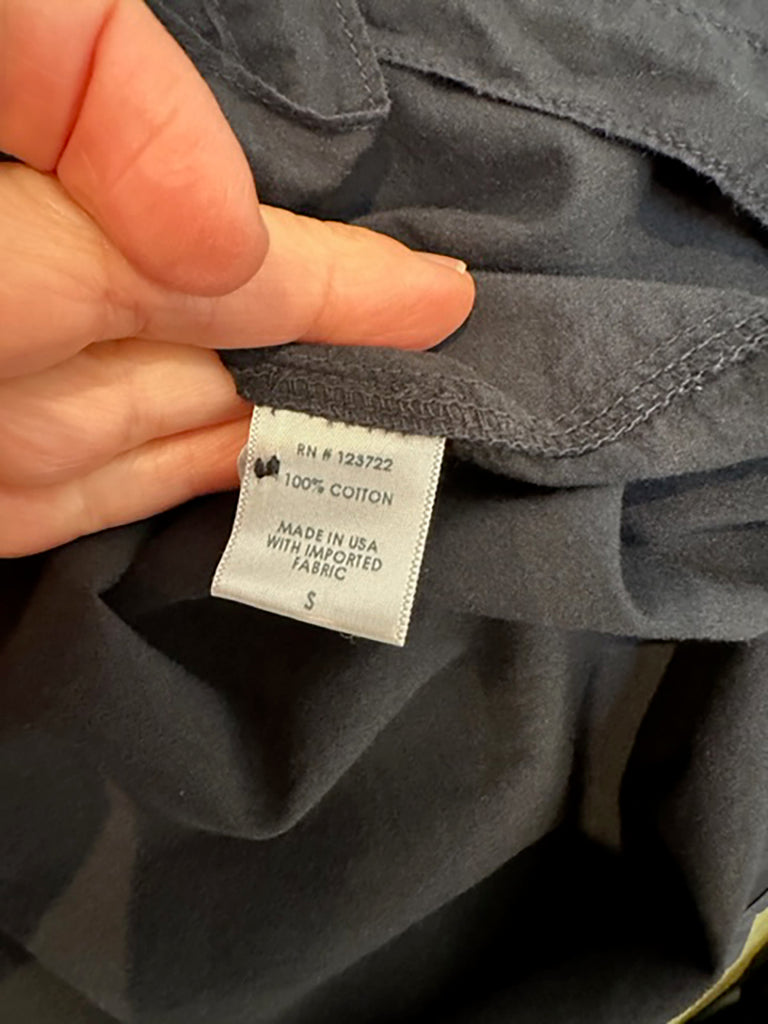 RN # 123722
100% COTTON
MADE IN USA
WITH IMPORTED
FABRIC
S